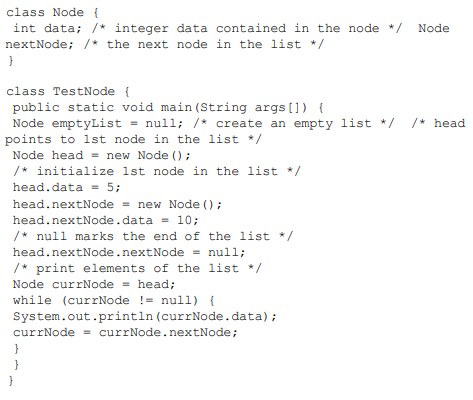 class Node {
int data; /* integer data contained in the node */  Node
nextNode; /* the next node in the list */
}
class TestNode {
public static void main(String args[]) {
Node emptyList = null; /* create an empty list */  /* head
points to 1st node in the list */
Node head = new Node();
/* initialize 1st node in the list */
head.data = 5;
head.nextNode = new Node();
head.nextNode.data = 10;
/* null marks the end of the list */
head.nextNode.nextNode = null;
/* print elements of the list */
Node currNode = head;
while (currNode != null) {
System.out.println(currNode.data);
currNode = currNode.nextNode;
}
}
}